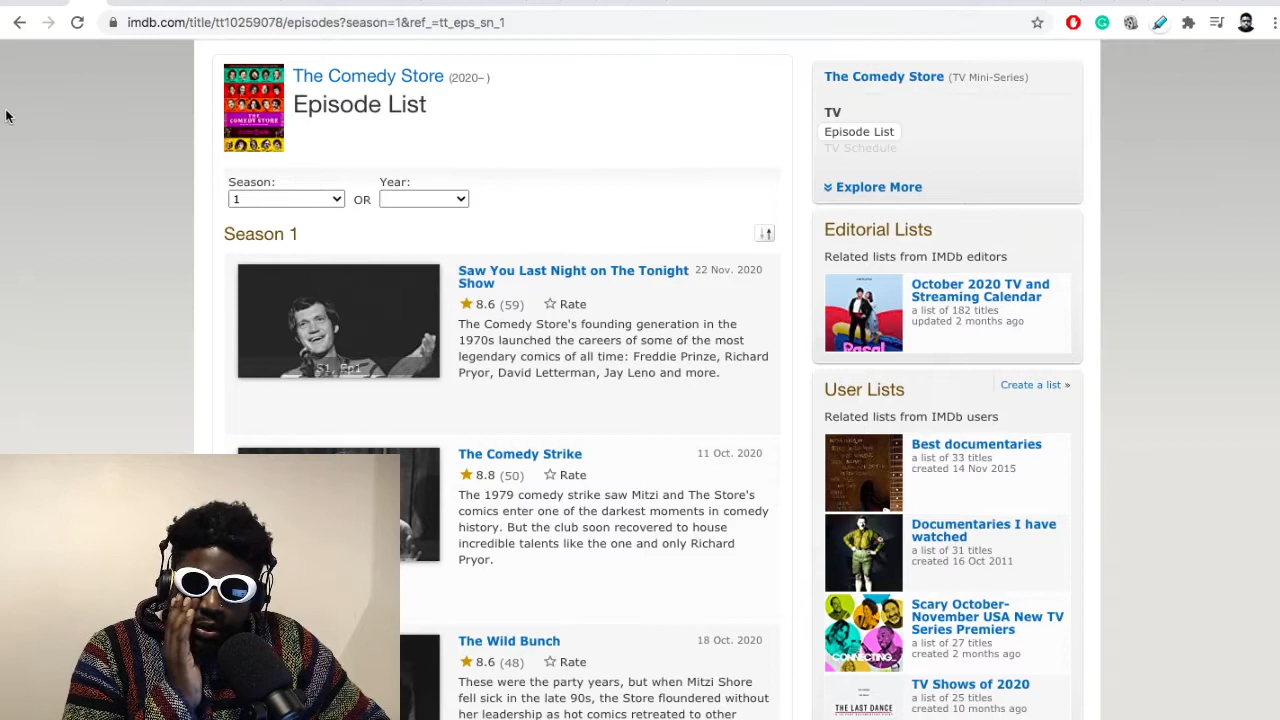 imdb.com/title/tt10259078/episodes?season=1&ref_=tt_eps_sn_1
The Comedy Store (2020– )
Episode List
THE
COMEDY STORE
Season:
Year:
1
OR
Season 1
S1, Ep1
Saw You Last Night on The Tonight
Show
22 Nov. 2020
8.6 (59) Rate
The Comedy Store's founding generation in the
1970s launched the careers of some of the most
legendary comics of all time: Freddie Prinze, Richard
Pryor, David Letterman, Jay Leno and more.
The Comedy Strike
11 Oct. 2020
8.8 (50) Rate
The 1979 comedy strike saw Mitzi and The Store's
comics enter one of the darkest moments in comedy
history. But the club soon recovered to house
incredible talents like the one and only Richard
Pryor.
The Wild Bunch
18 Oct. 2020
8.6 (48) Rate
These were the party years, but when Mitzi Shore
fell sick in the late 90s, the Store floundered without
her leadership as hot comics retreated to other
The Comedy Store (TV Mini-Series)
TV
Episode List
TV Schedule
Explore More
Editorial Lists
Related lists from IMDb editors
October 2020 TV and
Streaming Calendar
a list of 182 titles
updated 2 months ago
User Lists
Create a list »
Related lists from IMDb users
Best documentaries
a list of 33 titles
created 14 Nov 2015
Documentaries I have
watched
a list of 31 titles
created 16 Oct 2011
CONNECTING...
Scary October-
November USA New TV
Series Premiers
a list of 27 titles
created 2 months ago
THE LAST DANCE
TV Shows of 2020
a list of 25 titles
created 10 months ago